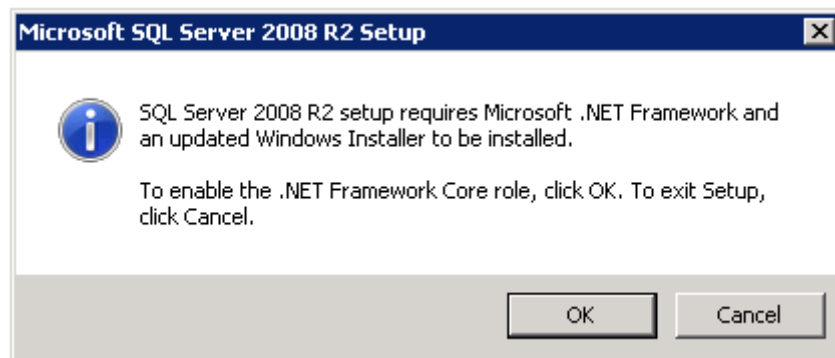 Microsoft SQL Server 2008 R2 Setup
SQL Server 2008 R2 setup requires Microsoft .NET Framework and
an updated Windows Installer to be installed.
To enable the .NET Framework Core role, click OK. To exit Setup,
click Cancel.
OK
Cancel